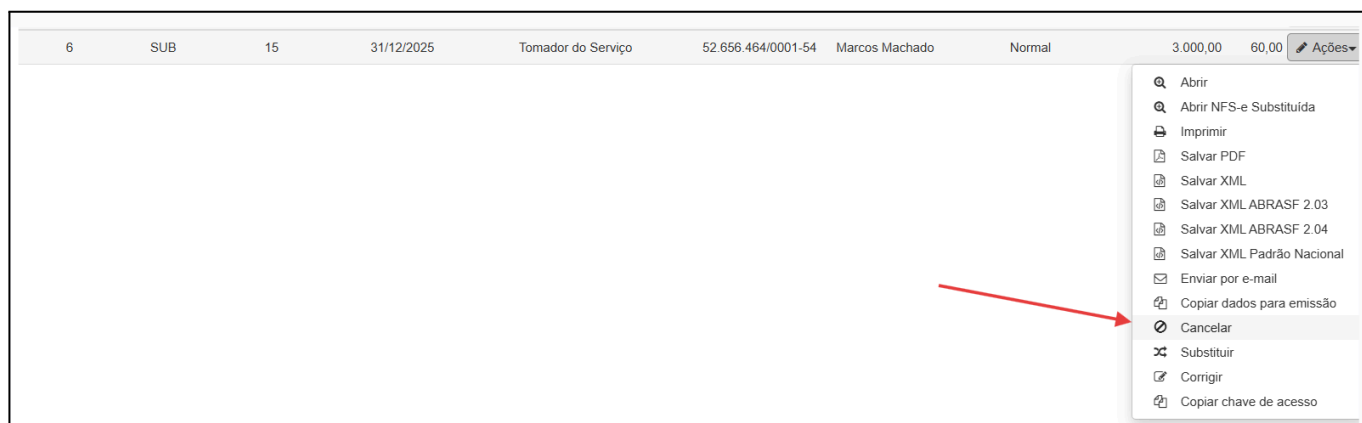 6 SUB 15 31/12/2025 Tomador do Serviço 52.656.464/0001-54 Marcos Machado Normal 3.000,00 60,00 Ações
Abrir
Abrir NFS-e Substituída
Imprimir
Salvar PDF
Salvar XML
Salvar XML ABRASF 2.03
Salvar XML ABRASF 2.04
Salvar XML Padrão Nacional
Enviar por e-mail
Copiar dados para emissão
Cancelar
Substituir
Corrigir
Copiar chave de acesso